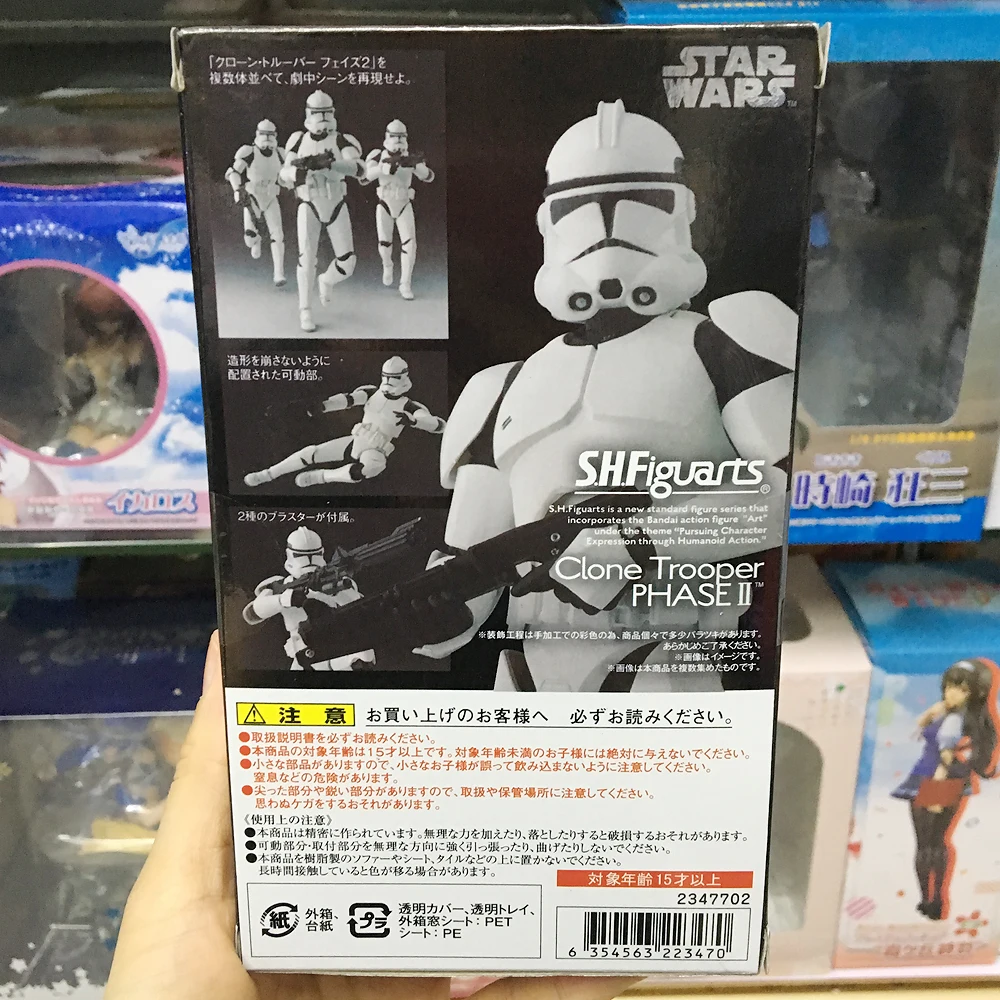 「クローン・トルーパー フェイズ2」を
複数体並べて、劇中シーンを再現せよ。
STAR
WARS™
造形を崩さないように
配置された可動部。
2種のブラスターが付属。
S.H.Figuarts®
S.H.Figuarts is a new standard figure series that
incorporates the Bandai action figure "Art"
under the theme "Pursuing Character
Expression through Humanoid Action."
Clone Trooper
PHASE II™
※装飾工程は手加工での彩色の為、商品個々で多少バラツキがあります。
あらかじめご了承ください。
※画像はイメージです。
※画像は本商品を複数集めたものです。
注意 お買い上げのお客様へ 必ずお読みください。
●取扱説明書を必ずお読みください。
●本商品の対象年齢は15才以上です。対象年齢未満のお子様には絶対に与えないでください。
●小さな部品がありますので、小さなお子様が誤って飲み込まないように注意してください。
窒息などの危険があります。
●尖った部分や鋭い部分がありますので、取扱や保管場所に注意してください。
思わぬケガをするおそれがあります。
《使用上の注意》
●本商品は精密に作られています。無理な力を加えたり、落としたりすると破損するおそれがあります。
●可動部分・取付部分を無理な方向に強く引っ張ったり、曲げたりしないでください。
●本商品を樹脂製のソファーやシート、タイルなどの上に置かないでください。
長時間接触していると色が移る場合があります。
対象年齢15才以上
2347702
紙
外箱、
台紙
プラ
透明カバー、透明トレイ、
外箱窓シート：PET
シート：PE
6 354563 223470
イカロス
時崎 狂三